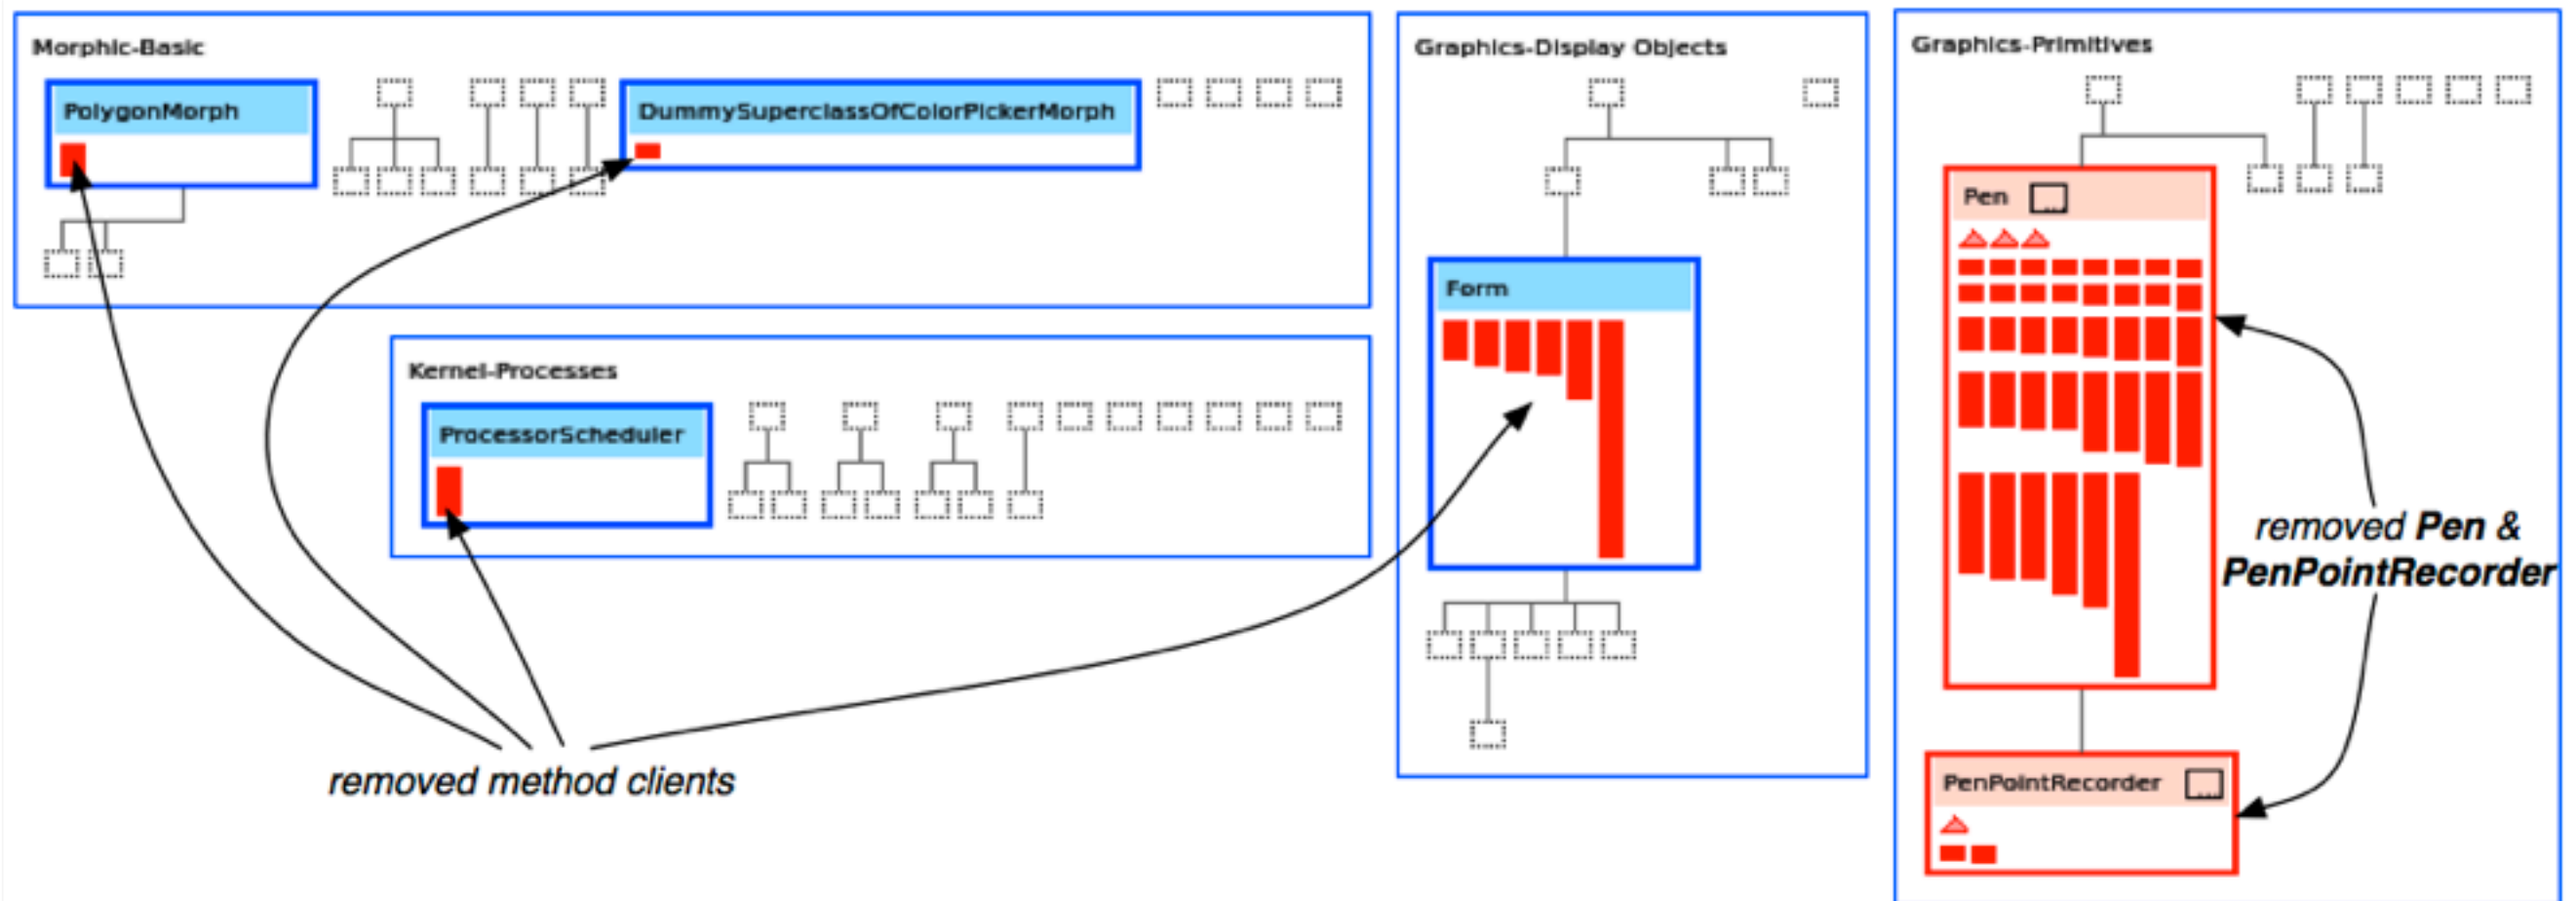 Morphic-Basic
PolygonMorph
DummySuperclassOfColorPickerMorph
Kernel-Processes
ProcessorScheduler
removed method clients
Graphics-Display Objects
Form
Graphics-Primitives
Pen
removed Pen &
PenPointRecorder
PenPointRecorder